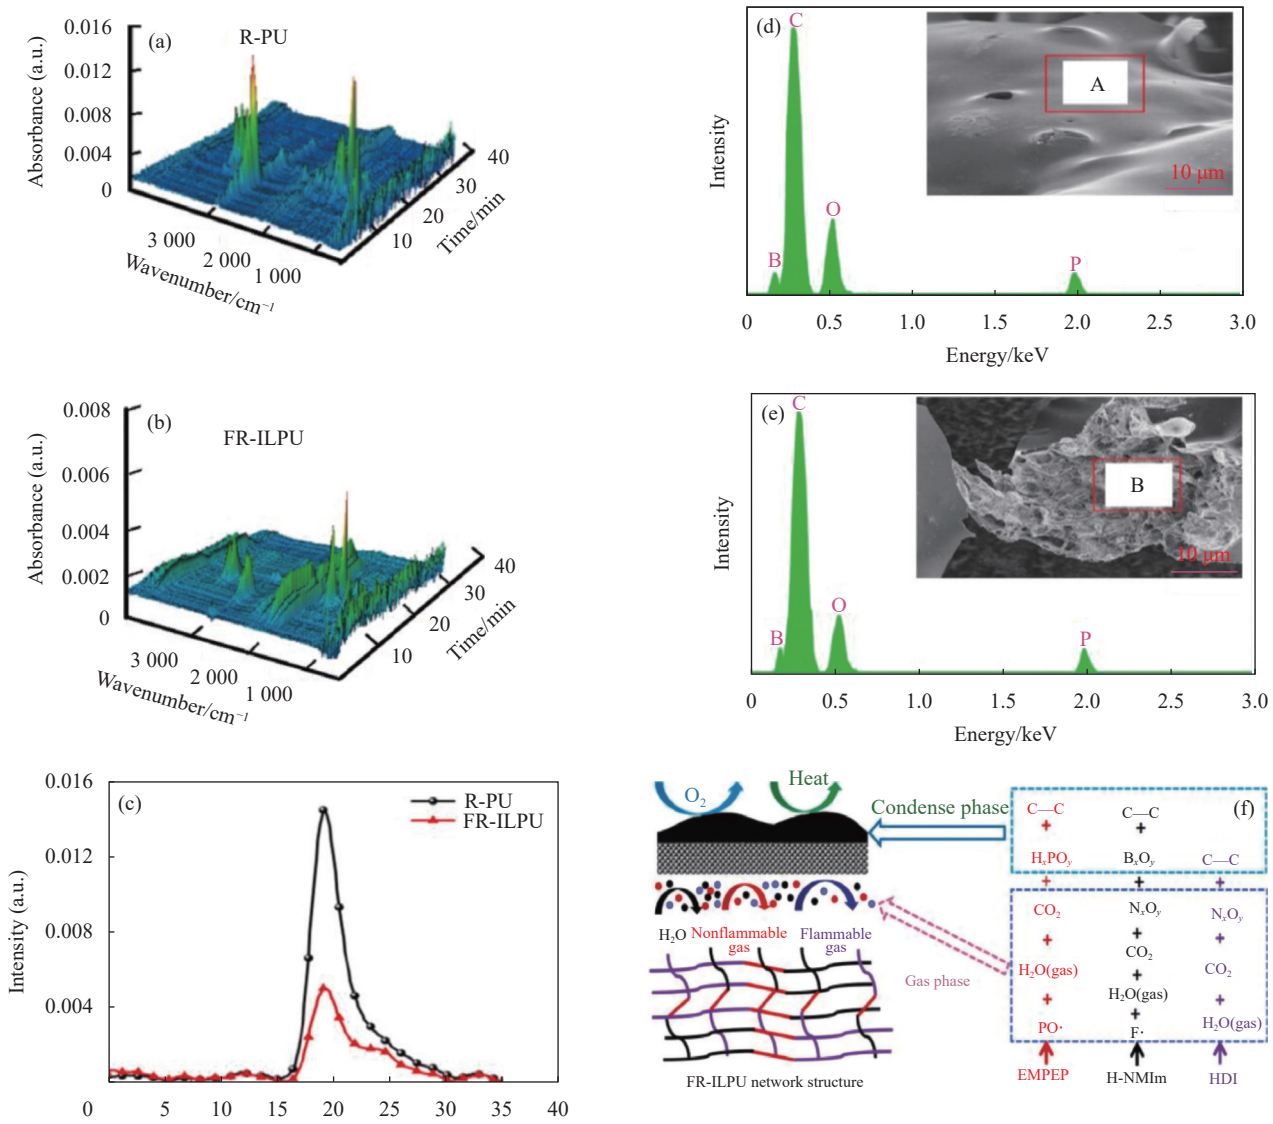 (a)
R-PU
Absorbance (a.u.)
0.016
0.012
0.008
0.004
0
3 000
2 000
1 000
Wavenumber/cm⁻¹
10
20
30
40
Time/min
(d)
C
B
O
P
A
10 μm
Intensity
0
0.5
1.0
1.5
2.0
2.5
3.0
Energy/keV
(b)
FR-ILPU
Absorbance (a.u.)
0.008
0.006
0.004
0.002
0
3 000
2 000
1 000
Wavenumber/cm⁻¹
10
20
30
40
Time/min
(e)
C
B
O
P
B
10 μm
Intensity
0
0.5
1.0
1.5
2.0
2.5
3.0
Energy/keV
(c)
R-PU
FR-ILPU
Intensity (a.u.)
0.016
0.012
0.008
0.004
0
5
10
15
20
25
30
35
40
(f)
O₂
Heat
Condense phase
H₂O
Nonflammable
gas
Flammable
gas
Gas phase
FR-ILPU network structure
C—C
+
HₓPOᵧ
+
CO₂
+
H₂O(gas)
+
PO·
EMPEP
C—C
+
BₓOᵧ
+
NₓOᵧ
+
CO₂
+
H₂O(gas)
+
F·
H-NMIm
C—C
+
NₓOᵧ
+
CO₂
+
H₂O(gas)
HDI